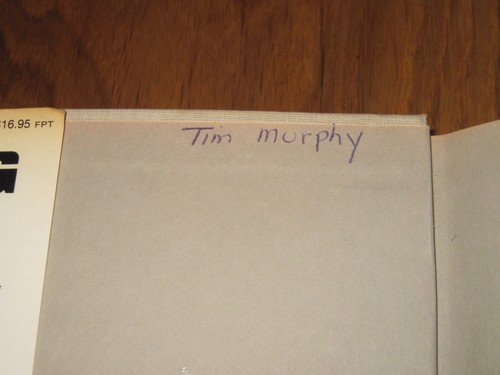 $16.95 FPT
Tim Murphy
G